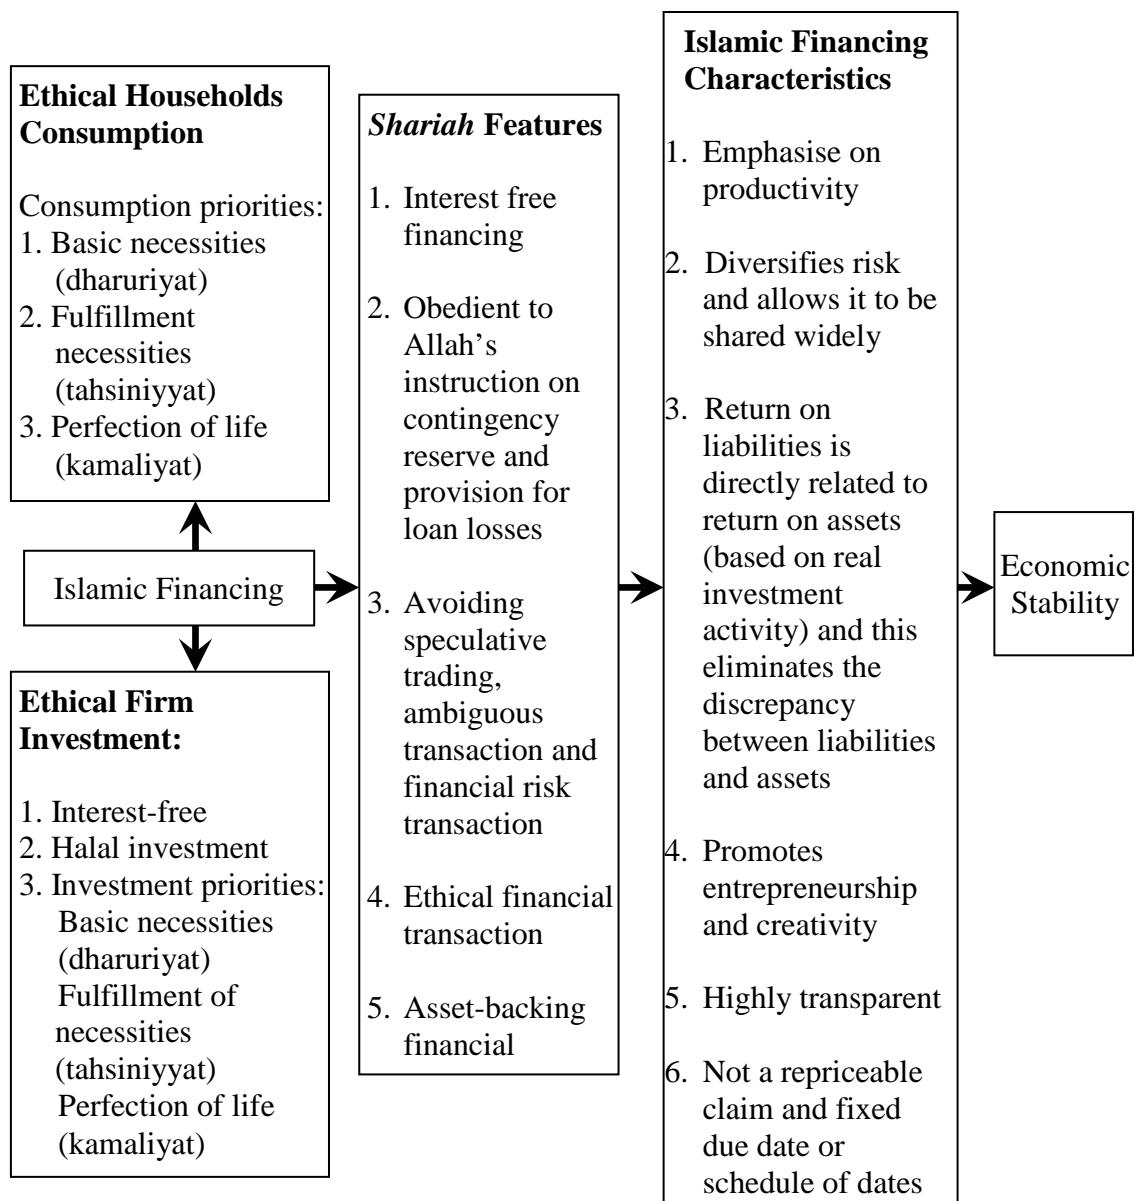 Ethical Households
Consumption
Consumption priorities:
1. Basic necessities
(dharuriyat)
2. Fulfillment
necessities
(tahsiniyyat)
3. Perfection of life
(kamaliyat)
Islamic Financing
Ethical Firm
Investment:
1. Interest-free
2. Halal investment
3. Investment priorities:
Basic necessities
(dharuriyat)
Fulfillment of
necessities
(tahsiniyyat)
Perfection of life
(kamaliyat)
Shariah Features
1. Interest free
financing
2. Obedient to
Allah’s
instruction on
contingency
reserve and
provision for
loan losses
3. Avoiding
speculative
trading,
ambiguous
transaction and
financial risk
transaction
4. Ethical financial
transaction
5. Asset-backing
financial
Islamic Financing
Characteristics
1. Emphasise on
productivity
2. Diversifies risk
and allows it to be
shared widely
3. Return on
liabilities is
directly related to
return on assets
(based on real
investment
activity) and this
eliminates the
discrepancy
between liabilities
and assets
4. Promotes
entrepreneurship
and creativity
5. Highly transparent
6. Not a repriceable
claim and fixed
due date or
schedule of dates
Economic
Stability